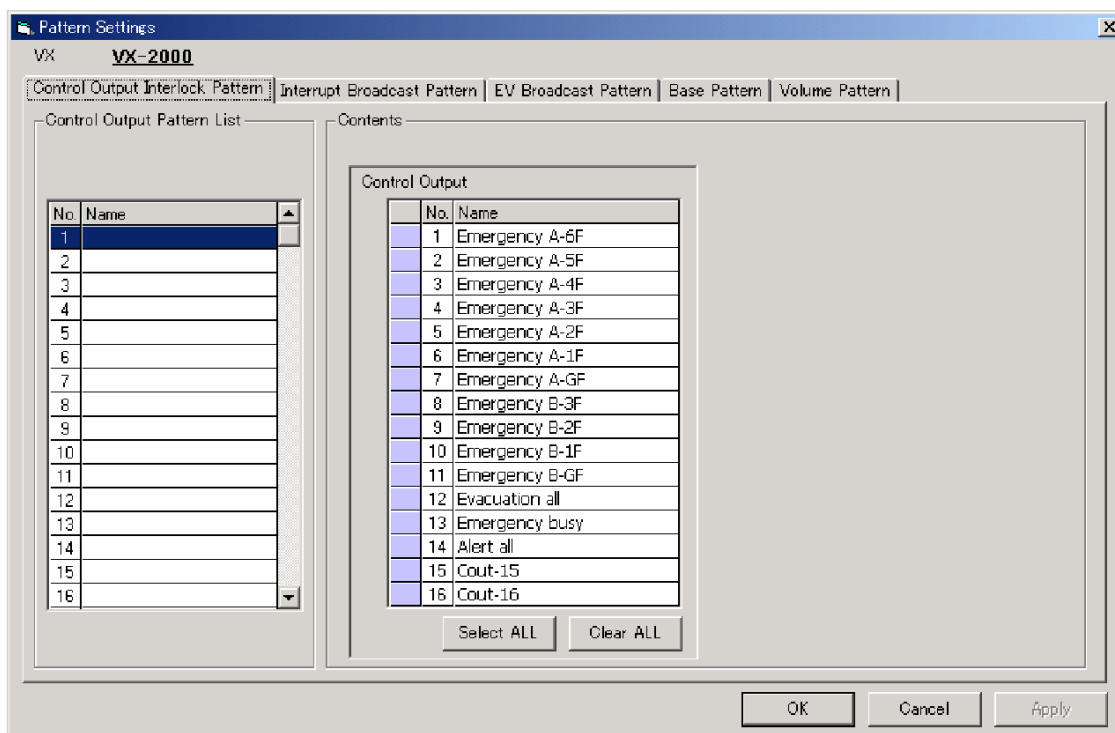 Pattern Settings
VX VX-2000
Control Output Interlock Pattern Interrupt Broadcast Pattern EV Broadcast Pattern Base Pattern Volume Pattern
Control Output Pattern List
No. Name
1
2
3
4
5
6
7
8
9
10
11
12
13
14
15
16
Contents
Control Output
No. Name
1 Emergency A-6F
2 Emergency A-5F
3 Emergency A-4F
4 Emergency A-3F
5 Emergency A-2F
6 Emergency A-1F
7 Emergency A-GF
8 Emergency B-3F
9 Emergency B-2F
10 Emergency B-1F
11 Emergency B-GF
12 Evacuation all
13 Emergency busy
14 Alert all
15 Cout-15
16 Cout-16
Select ALL Clear ALL
OK Cancel Apply